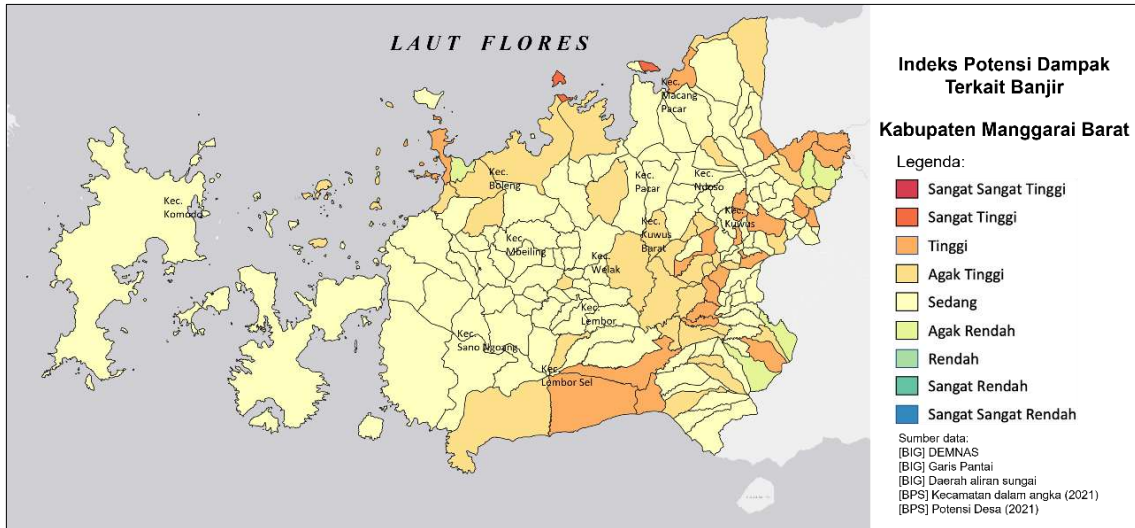 LAUT FLORES
Kec.
Macang
Pacar
Kec.
Boleng
Kec.
Pacar
Kec.
Ndoso
Kec.
Komodo
Kec.
Kuwus
Kec.
Kuwus
Barat
Kec.
Mbeiling
Kec.
Welak
Kec.
Lembor
Kec.
Sano Ngoang
Kec.
Lembor Sel
Indeks Potensi Dampak
Terkait Banjir
Kabupaten Manggarai Barat
Legenda:
Sangat Sangat Tinggi
Sangat Tinggi
Tinggi
Agak Tinggi
Sedang
Agak Rendah
Rendah
Sangat Rendah
Sangat Sangat Rendah
Sumber data:
[BIG] DEMNAS
[BIG] Garis Pantai
[BIG] Daerah aliran sungai
[BPS] Kecamatan dalam angka (2021)
[BPS] Potensi Desa (2021)